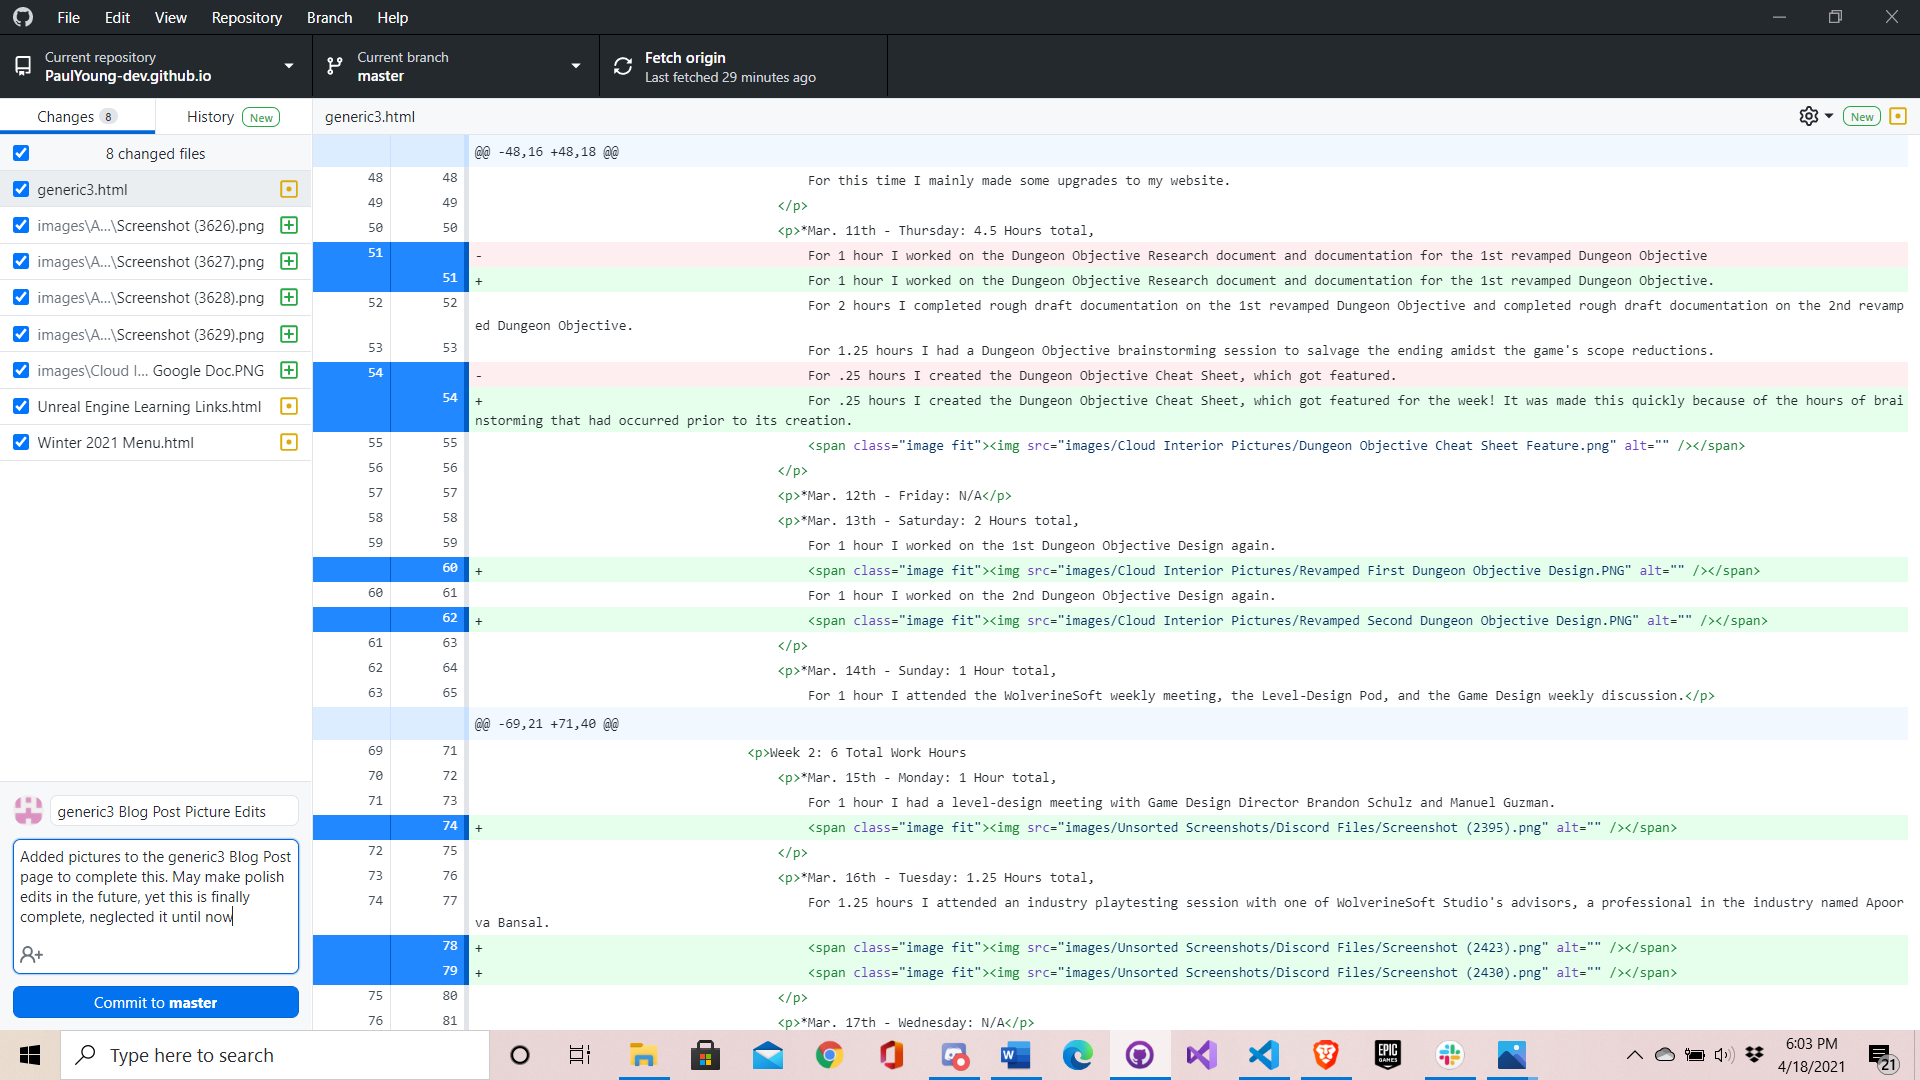 File Edit View Repository Branch Help
Current repository
PaulYoung-dev.github.io
Current branch
master
Fetch origin
Last fetched 29 minutes ago
Changes 8
History New
generic3.html
New
8 changed files
generic3.html
images\A...\Screenshot (3626).png
images\A...\Screenshot (3627).png
images\A...\Screenshot (3628).png
images\A...\Screenshot (3629).png
images\Cloud I... Google Doc.PNG
Unreal Engine Learning Links.html
Winter 2021 Menu.html
@@ -48,16 +48,18 @@
48 48 For this time I mainly made some upgrades to my website.
49 49 </p>
50 50 <p>*Mar. 11th - Thursday: 4.5 Hours total,
51 - For 1 hour I worked on the Dungeon Objective Research document and documentation for the 1st revamped Dungeon Objective
51 + For 1 hour I worked on the Dungeon Objective Research document and documentation for the 1st revamped Dungeon Objective.
52 52 For 2 hours I completed rough draft documentation on the 1st revamped Dungeon Objective and completed rough draft documentation on the 2nd revamp
ed Dungeon Objective.
53 53 For 1.25 hours I had a Dungeon Objective brainstorming session to salvage the ending amidst the game's scope reductions.
54 - For .25 hours I created the Dungeon Objective Cheat Sheet, which got featured.
54 + For .25 hours I created the Dungeon Objective Cheat Sheet, which got featured for the week! It was made this quickly because of the hours of brai
nstorming that had occurred prior to its creation.
55 55 <span class="image fit"><img src="images/Cloud Interior Pictures/Dungeon Objective Cheat Sheet Feature.png" alt="" /></span>
56 56 </p>
57 57 <p>*Mar. 12th - Friday: N/A</p>
58 58 <p>*Mar. 13th - Saturday: 2 Hours total,
59 59 For 1 hour I worked on the 1st Dungeon Objective Design again.
60 + <span class="image fit"><img src="images/Cloud Interior Pictures/Revamped First Dungeon Objective Design.PNG" alt="" /></span>
60 61 For 1 hour I worked on the 2nd Dungeon Objective Design again.
62 + <span class="image fit"><img src="images/Cloud Interior Pictures/Revamped Second Dungeon Objective Design.PNG" alt="" /></span>
61 63 </p>
62 64 <p>*Mar. 14th - Sunday: 1 Hour total,
63 65 For 1 hour I attended the WolverineSoft weekly meeting, the Level-Design Pod, and the Game Design weekly discussion.</p>
@@ -69,21 +71,40 @@
69 71 <p>Week 2: 6 Total Work Hours
70 72 <p>*Mar. 15th - Monday: 1 Hour total,
71 73 For 1 hour I had a level-design meeting with Game Design Director Brandon Schulz and Manuel Guzman.
74 + <span class="image fit"><img src="images/Unsorted Screenshots/Discord Files/Screenshot (2395).png" alt="" /></span>
72 75 </p>
73 76 <p>*Mar. 16th - Tuesday: 1.25 Hours total,
74 77 For 1.25 hours I attended an industry playtesting session with one of WolverineSoft Studio's advisors, a professional in the industry named Apoor
va Bansal.
78 + <span class="image fit"><img src="images/Unsorted Screenshots/Discord Files/Screenshot (2423).png" alt="" /></span>
79 + <span class="image fit"><img src="images/Unsorted Screenshots/Discord Files/Screenshot (2430).png" alt="" /></span>
75 80 </p>
76 81 <p>*Mar. 17th - Wednesday: N/A</p>
generic3 Blog Post Picture Edits
Added pictures to the generic3 Blog Post
page to complete this. May make polish
edits in the future, yet this is finally
complete, neglected it until now
Commit to master
Type here to search
EPIC
GAMES
6:03 PM
4/18/2021
21